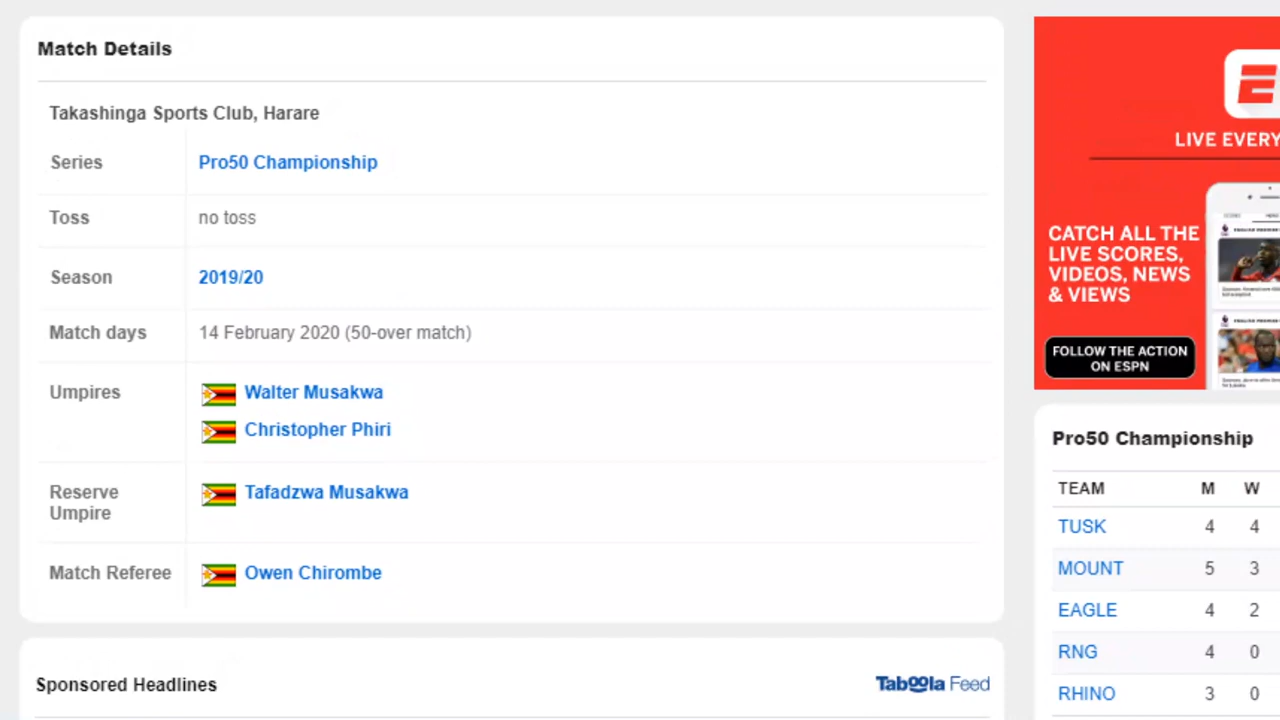 Match Details
Takashinga Sports Club, Harare
Series Pro50 Championship
Toss no toss
Season 2019/20
Match days 14 February 2020 (50-over match)
Umpires Walter Musakwa
Christopher Phiri
Reserve Umpire Tafadzwa Musakwa
Match Referee Owen Chirombe
Sponsored Headlines
Taboola Feed
E
LIVE EVERY
CATCH ALL THE
LIVE SCORES,
VIDEOS, NEWS
& VIEWS
FOLLOW THE ACTION
ON ESPN
Pro50 Championship
TEAM M W
TUSK 4 4
MOUNT 5 3
EAGLE 4 2
RNG 4 0
RHINO 3 0